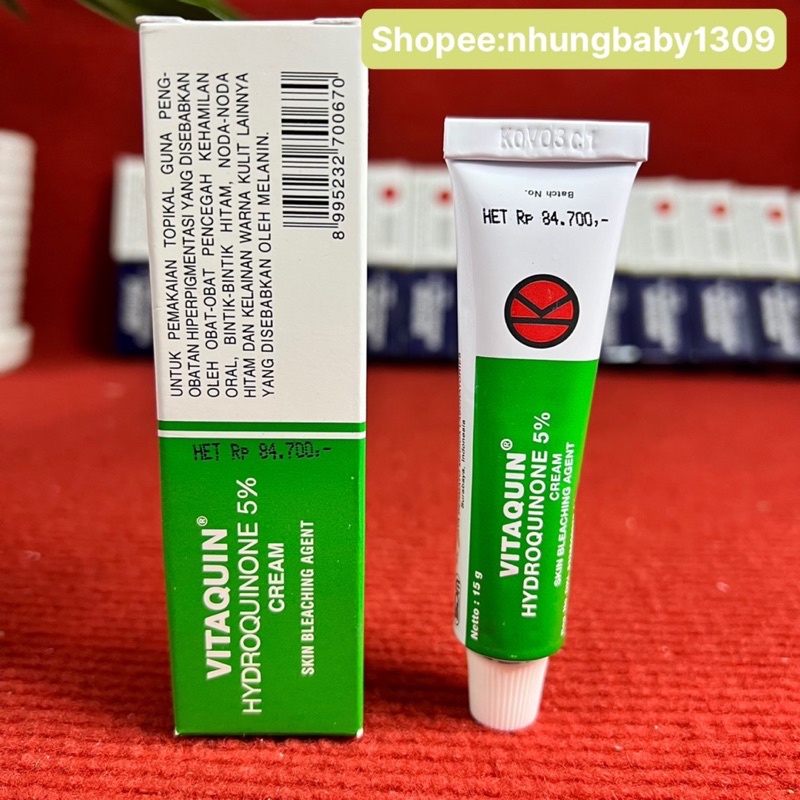 Shopee:nhungbaby1309
UNTUK PEMAKAIAN TOPIKAL GUNA PENG-
OBATAN HIPERPIGMENTASI YANG DISEBABKAN
OLEH OBAT-OBAT PENCEGAH KEHAMILAN
ORAL, BINTIK-BINTIK HITAM, NODA-NODA
HITAM DAN KELAINAN WARNA KULIT LAINNYA
YANG DISEBABKAN OLEH MELANIN.
8 995232 700670
HET Rp 84.700,-
VITAQUIN®
HYDROQUINONE 5%
CREAM
SKIN BLEACHING AGENT
Batch No.
HET Rp 84.700,-
K
Surabaya, Indonesia
VITAQUIN®
HYDROQUINONE 5%
CREAM
SKIN BLEACHING AGENT
Netto : 15 g